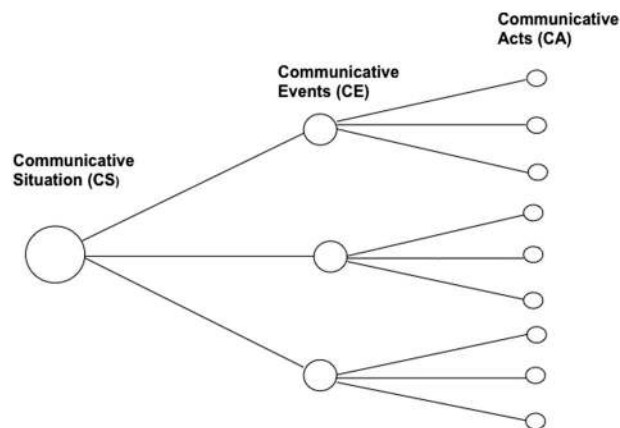 Communicative
Acts (CA)
Communicative
Events (CE)
Communicative
Situation (CS)